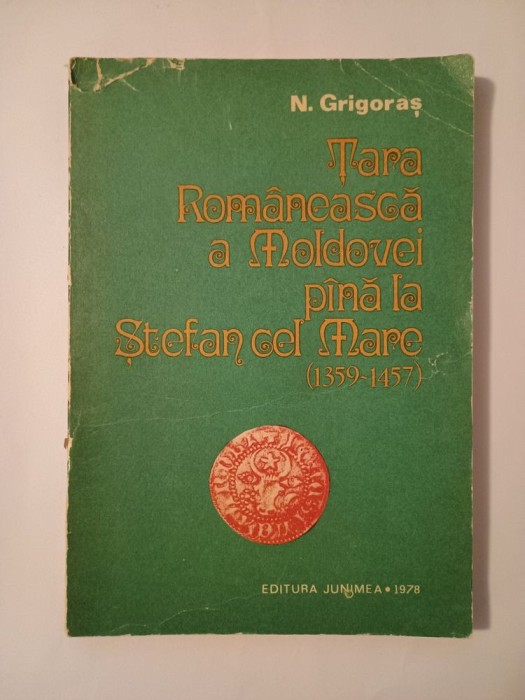 N. Grigoraș
Țara
Românească
a Moldovei
pînă la
Ștefan cel Mare
(1359-1457)
EDITURA JUNIMEA • 1978